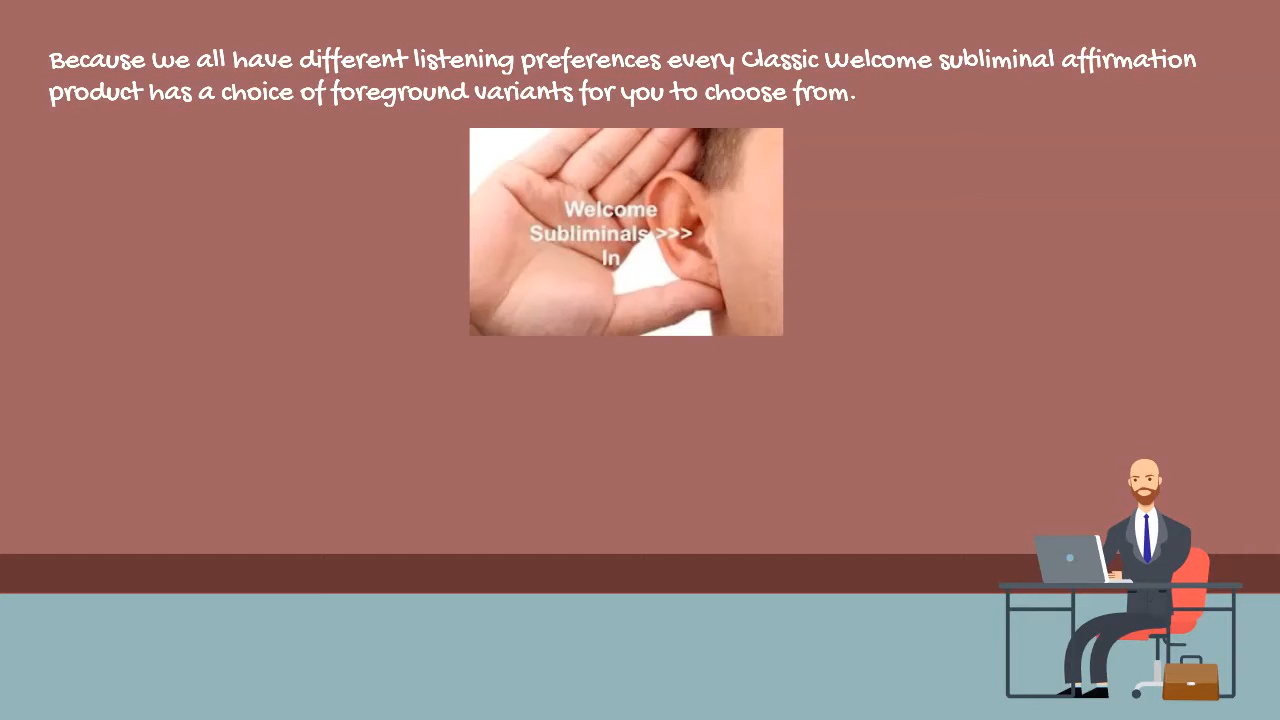 Because we all have different listening preferences every Classic Welcome subliminal affirmation
product has a choice of foreground variants for you to choose from.
Welcome
Subliminals >>>
In